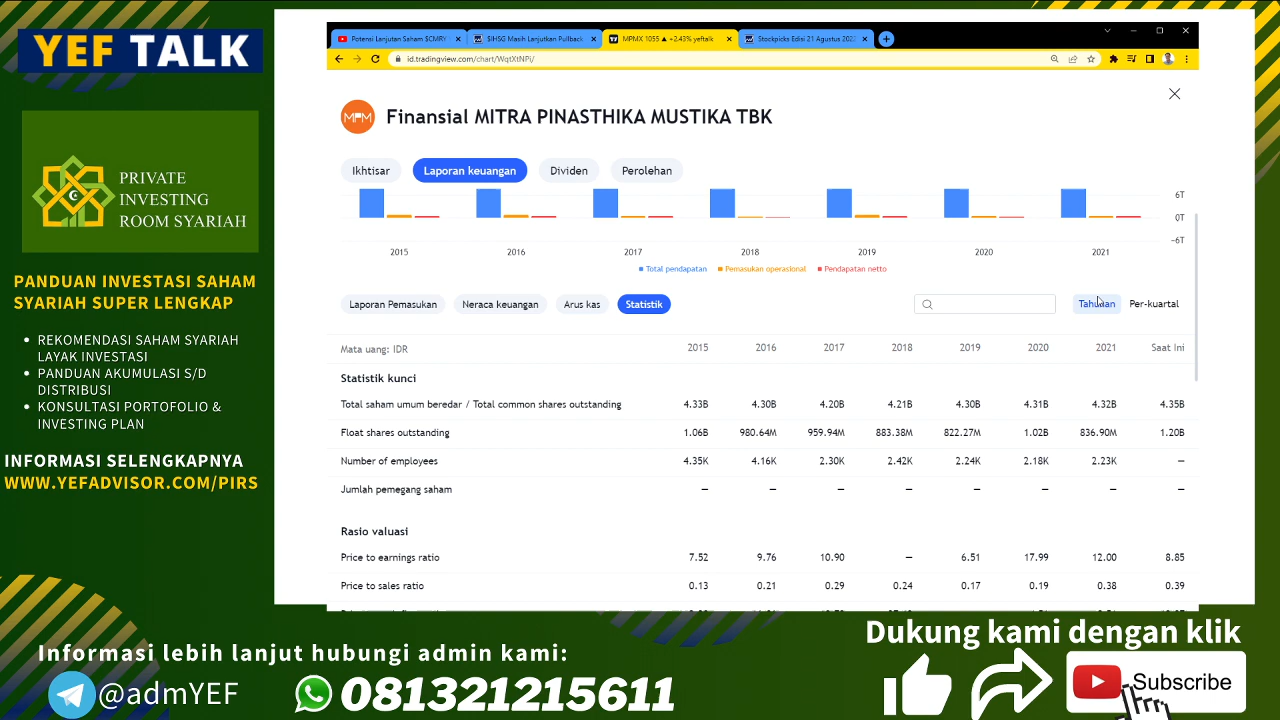 YEF TALK
PRIVATE
INVESTING
ROOM SYARIAH
PANDUAN INVESTASI SAHAM
SYARIAH SUPER LENGKAP
• REKOMENDASI SAHAM SYARIAH
LAYAK INVESTASI
• PANDUAN AKUMULASI S/D
DISTRIBUSI
• KONSULTASI PORTOFOLIO &
INVESTING PLAN
INFORMASI SELENGKAPNYA
WWW.YEFADVISOR.COM/PIRS
Potensi Lanjutan Saham $CMRY
$IHSG Masih Lanjutkan Pullback
MPMX 1055 ▲ +2.43% yeftalk
Stockpicks Edisi 21 Agustus 202
id.tradingview.com/chart/WqtXtNPi/
MPM
Finansial MITRA PINASTHIKA MUSTIKA TBK
Ikhtisar Laporan keuangan Dividen Perolehan
6T
0T
−6T
2015 2016 2017 2018 2019 2020 2021
Total pendapatan Pemasukan operasional Pendapatan netto
Laporan Pemasukan Neraca keuangan Arus kas Statistik Tahunan Per-kuartal
Mata uang: IDR 2015 2016 2017 2018 2019 2020 2021 Saat Ini
Statistik kunci
Total saham umum beredar / Total common shares outstanding 4.33B 4.30B 4.20B 4.21B 4.30B 4.31B 4.32B 4.35B
Float shares outstanding 1.06B 980.64M 959.94M 883.38M 822.27M 1.02B 836.90M 1.20B
Number of employees 4.35K 4.16K 2.30K 2.42K 2.24K 2.18K 2.23K —
Jumlah pemegang saham — — — — — — — —
Rasio valuasi
Price to earnings ratio 7.52 9.76 10.90 — 6.51 17.99 12.00 8.85
Price to sales ratio 0.13 0.21 0.29 0.24 0.17 0.19 0.38 0.39
Informasi lebih lanjut hubungi admin kami:
@admYEF 081321215611
Dukung kami dengan klik
Subscribe